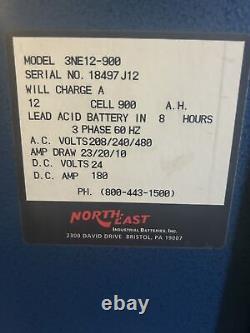 MODEL 3NE12-900
SERIAL NO. 18497J12
WILL CHARGE A
12 CELL 900 A.H.
LEAD ACID BATTERY IN 8 HOURS
3 PHASE 60 HZ
A.C. VOLTS 208/240/480
AMP DRAW 23/20/10
D.C. VOLTS 24
D.C. AMP 180
PH. (800-443-1500)
NORTH-EAST
INDUSTRIAL BATTERIES, Inc.
2300 DAVID DRIVE BRISTOL, PA 19007
© timetravel-8112